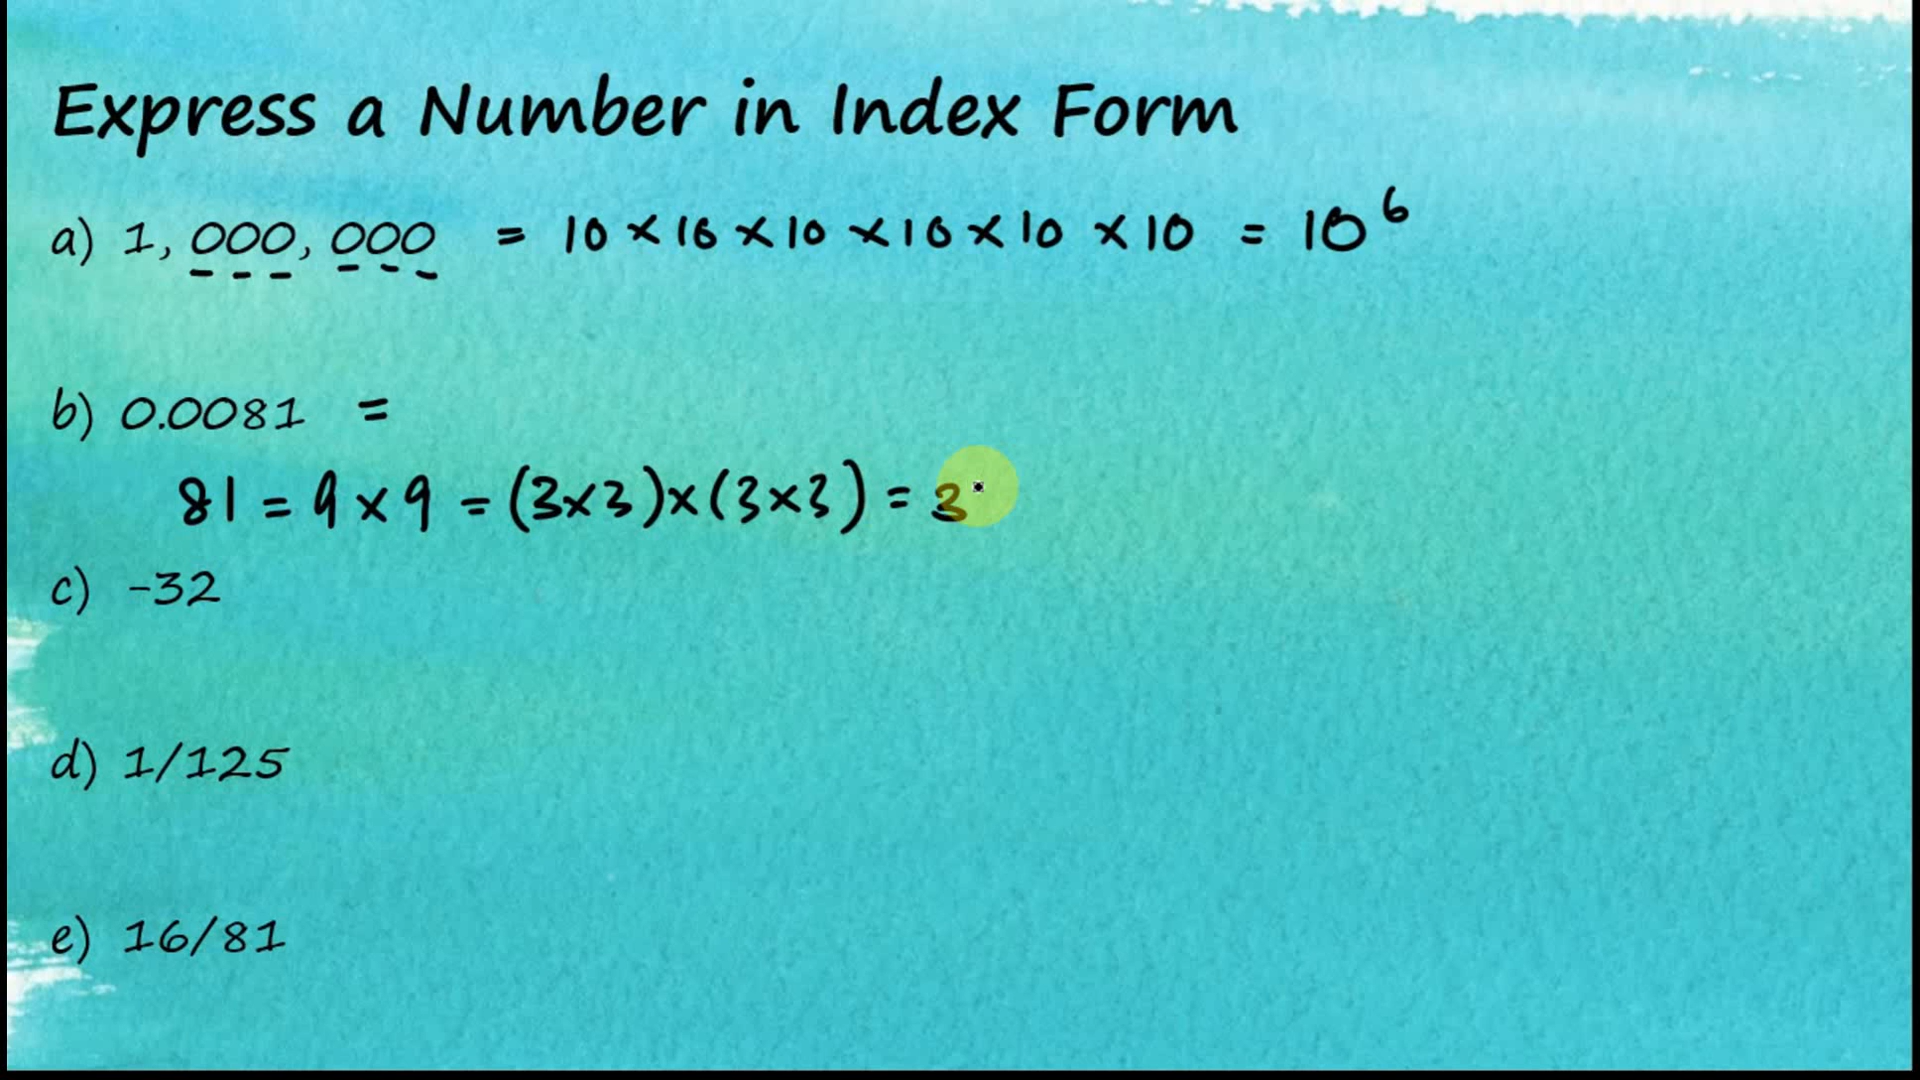 Express a Number in Index Form
a) 1,000,000 = 10 × 10 × 10 × 10 × 10 × 10 = 10⁶
b) 0.0081 =
81 = 9 × 9 = (3×3)×(3×3) = 3
c) -32
d) 1/125
e) 16/81